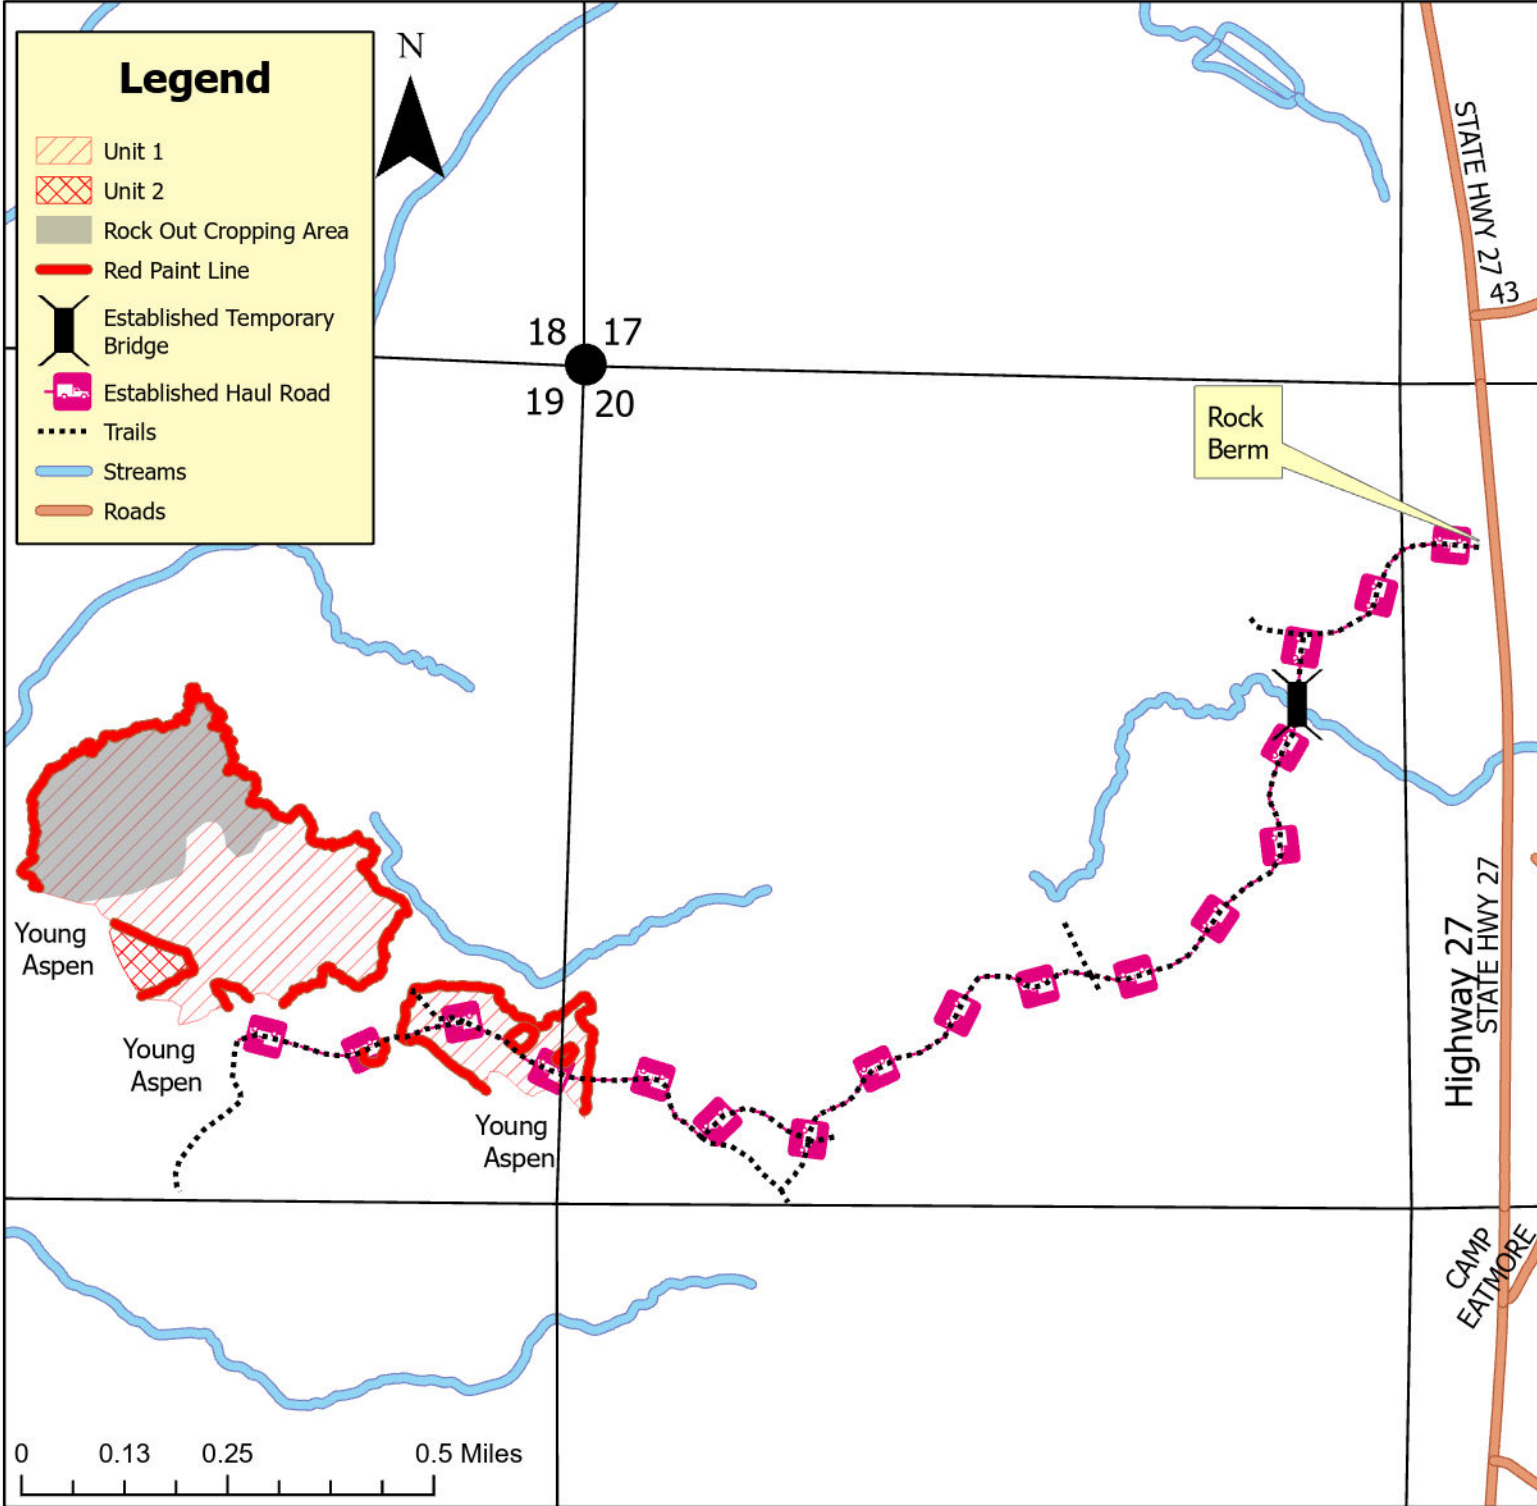 Legend
Unit 1
Unit 2
Rock Out Cropping Area
Red Paint Line
Established Temporary
Bridge
Established Haul Road
Trails
Streams
Roads
N
STATE HWY 27
43
18 17
19 20
Rock
Berm
Young
Aspen
Young
Aspen
Young
Aspen
Highway 27
STATE HWY 27
CAMP
EATMORE
0 0.13 0.25 0.5 Miles